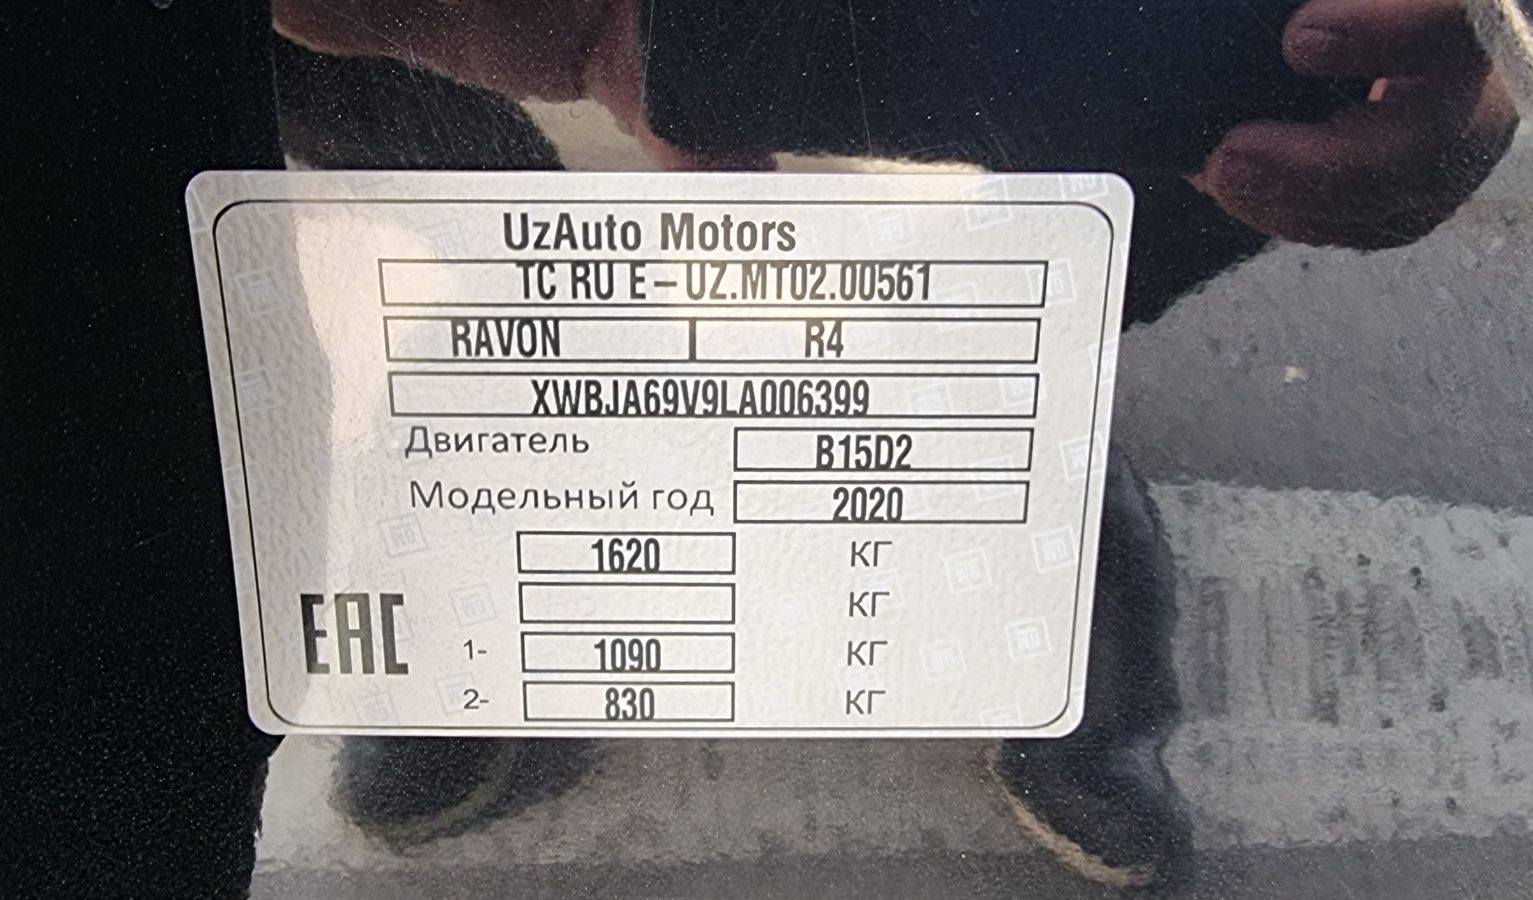 UzAuto Motors
TC RU E-UZ.MT02.00561
RAVON R4
XWBJA69V9LA006399
Двигатель B15D2
Модельный год 2020
1620 КГ
КГ
EAC
1- 1090 КГ
2- 830 КГ